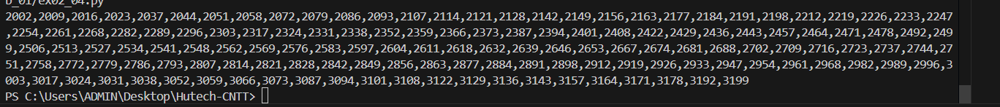 b_01/ex02_04.py
2002,2009,2016,2023,2037,2044,2051,2058,2072,2079,2086,2093,2107,2114,2121,2128,2142,2149,2156,2163,2177,2184,2191,2198,2212,2219,2226,2233,2247
,2254,2261,2268,2282,2289,2296,2303,2317,2324,2331,2338,2352,2359,2366,2373,2387,2394,2401,2408,2422,2429,2436,2443,2457,2464,2471,2478,2492,249
9,2506,2513,2527,2534,2541,2548,2562,2569,2576,2583,2597,2604,2611,2618,2632,2639,2646,2653,2667,2674,2681,2688,2702,2709,2716,2723,2737,2744,27
51,2758,2772,2779,2786,2793,2807,2814,2821,2828,2842,2849,2856,2863,2877,2884,2891,2898,2912,2919,2926,2933,2947,2954,2961,2968,2982,2989,2996,3
003,3017,3024,3031,3038,3052,3059,3066,3073,3087,3094,3101,3108,3122,3129,3136,3143,3157,3164,3171,3178,3192,3199
PS C:\Users\ADMIN\Desktop\Hutech-CNTT>